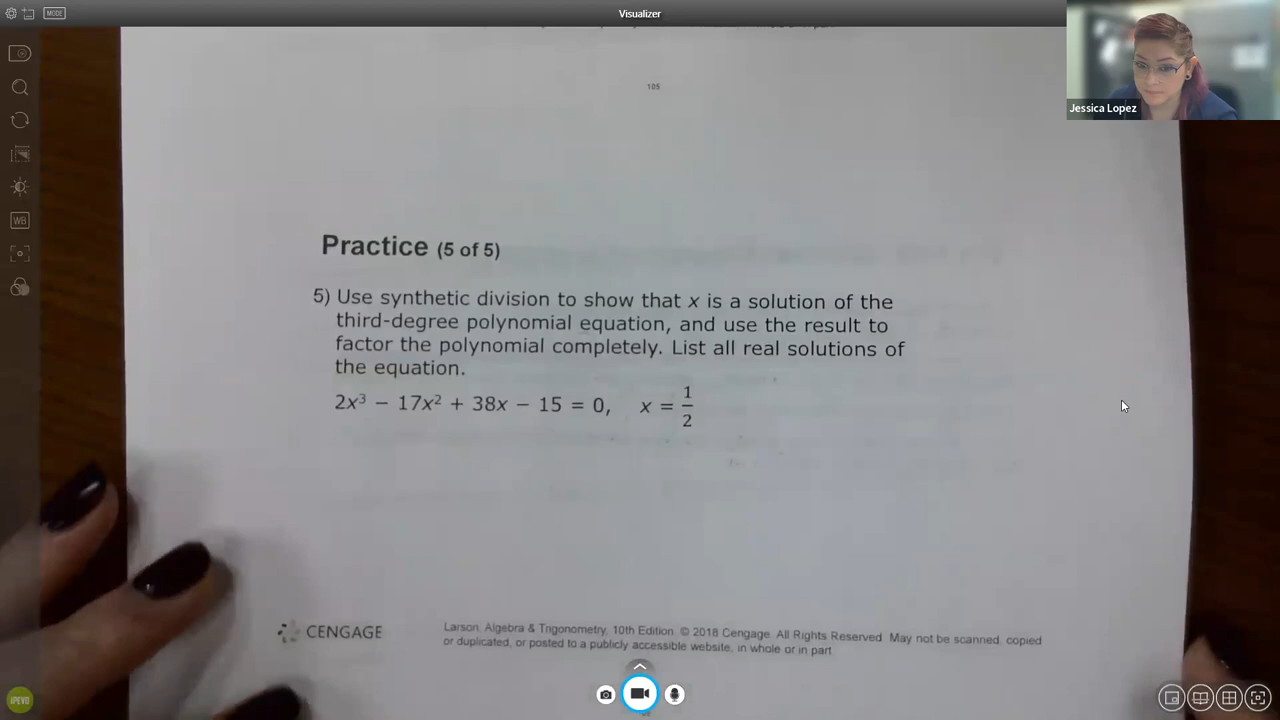 MODE
Visualizer
Jessica Lopez
105
Practice (5 of 5)
5) Use synthetic division to show that x is a solution of the
third-degree polynomial equation, and use the result to
factor the polynomial completely. List all real solutions of
the equation.
2x³ − 17x² + 38x − 15 = 0, x = 1/2
WB
CENGAGE
Larson, Algebra & Trigonometry, 10th Edition. © 2018 Cengage. All Rights Reserved. May not be scanned, copied
or duplicated, or posted to a publicly accessible website, in whole or in part.
IPEVO